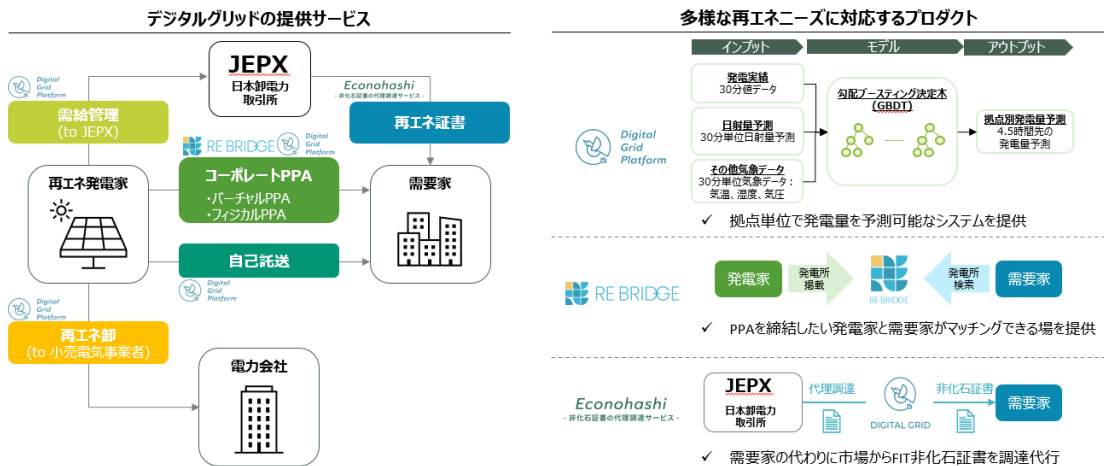 デジタルグリッドの提供サービス
Digital
Grid
Platform
需給管理
(to JEPX)
JEPX
日本卸電力
取引所
Econohashi
- 非化石証書の代理調達サービス -
再エネ証書
RE BRIDGE
Digital
Grid
Platform
コーポレートPPA
・バーチャルPPA
・フィジカルPPA
再エネ発電家
需要家
自己託送
Digital
Grid
Platform
Digital
Grid
Platform
再エネ卸
(to 小売電気事業者)
電力会社
多様な再エネニーズに対応するプロダクト
インプット
モデル
アウトプット
Digital
Grid
Platform
発電実績
30分値データ
日射量予測
30分単位日射量予測
その他気象データ
30分単位気象データ：
気温、湿度、気圧
勾配ブースティング決定木
(GBDT)
拠点別発電量予測
4.5時間先の
発電量予測
✓ 拠点単位で発電量を予測可能なシステムを提供
RE BRIDGE
発電家
発電所
掲載
RE BRIDGE
発電所
検索
需要家
✓ PPAを締結したい発電家と需要家がマッチングできる場を提供
Econohashi
- 非化石証書の代理調達サービス -
JEPX
日本卸電力
取引所
代理調達
DIGITAL GRID
非化石証書
需要家
✓ 需要家の代わりに市場からFIT非化石証書を調達代行